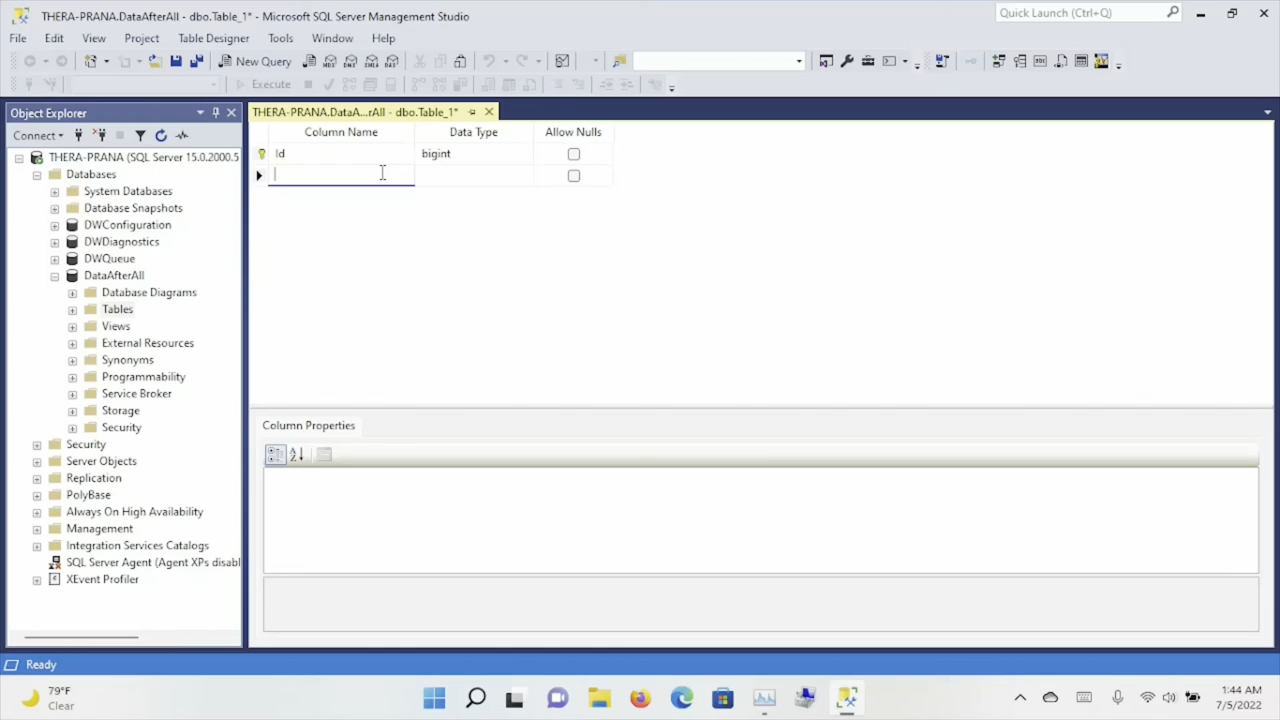 THERA-PRANA.DataAfterAll - dbo.Table_1* - Microsoft SQL Server Management Studio
Quick Launch (Ctrl+Q)
File Edit View Project Table Designer Tools Window Help
New Query
Execute
Object Explorer
Connect
THERA-PRANA (SQL Server 15.0.2000.5
Databases
System Databases
Database Snapshots
DWConfiguration
DWDiagnostics
DWQueue
DataAfterAll
Database Diagrams
Tables
Views
External Resources
Synonyms
Programmability
Service Broker
Storage
Security
Security
Server Objects
Replication
PolyBase
Always On High Availability
Management
Integration Services Catalogs
SQL Server Agent (Agent XPs disabl
XEvent Profiler
THERA-PRANA.DataA...rAll - dbo.Table_1*
Column Name Data Type Allow Nulls
Id bigint
Column Properties
Ready
79°F
Clear
1:44 AM
7/5/2022